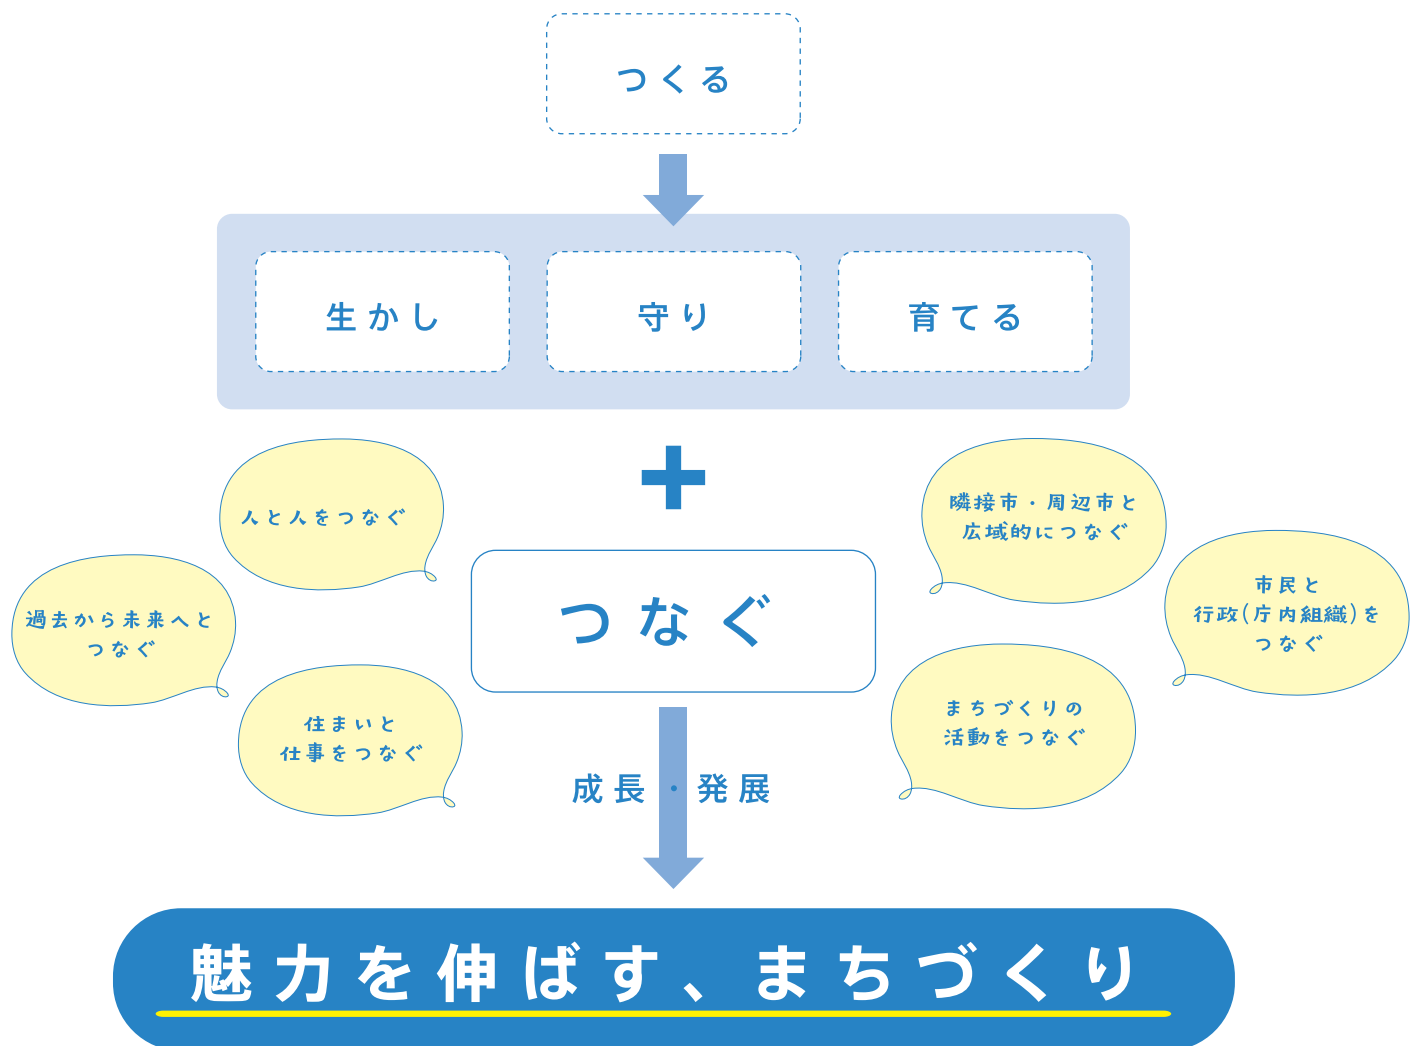 つくる
生かし
守り
育てる
人と人をつなぐ
過去から未来へと
つなぐ
住まいと
仕事をつなぐ
つなぐ
隣接市・周辺市と
広域的につなぐ
市民と
行政(庁内組織)を
つなぐ
まちづくりの
活動をつなぐ
成長・発展
魅力を伸ばす、まちづくり